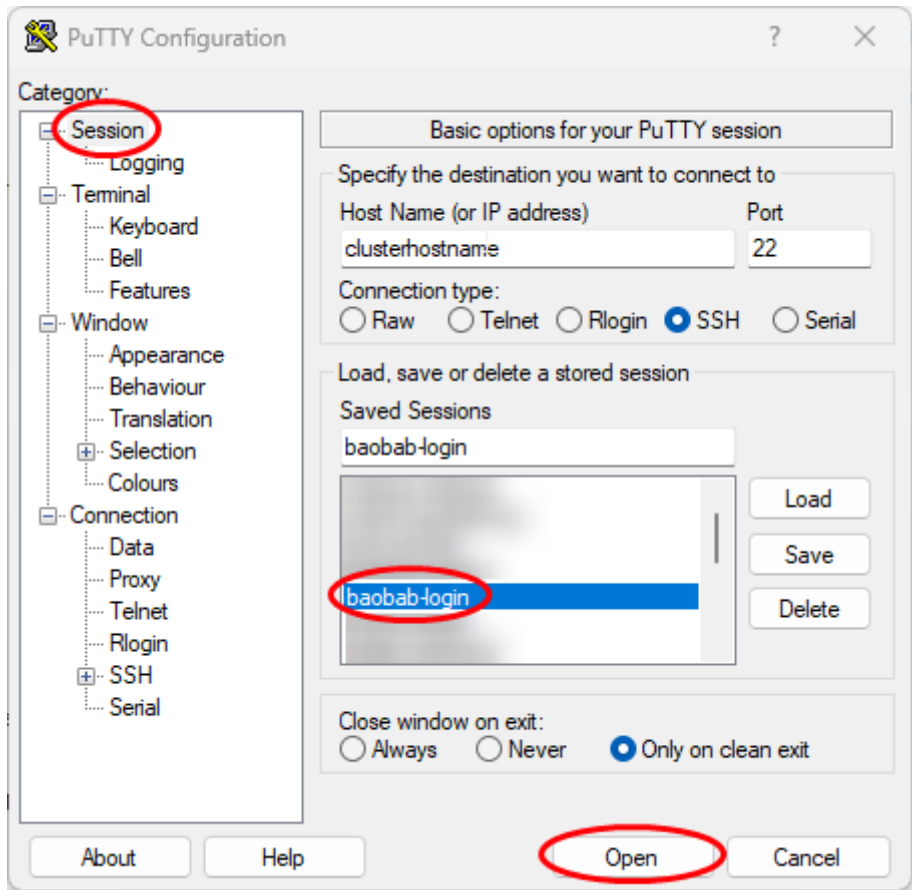 PuTTY Configuration
?
Category:
Session
Logging
Terminal
Keyboard
Bell
Features
Window
Appearance
Behaviour
Translation
Selection
Colours
Connection
Data
Proxy
Telnet
Rlogin
SSH
Serial
Basic options for your PuTTY session
Specify the destination you want to connect to
Host Name (or IP address) Port
clusterhostname 22
Connection type:
Raw Telnet Rlogin SSH Serial
Load, save or delete a stored session
Saved Sessions
baobab-login
Load
Save
baobab-login
Delete
Close window on exit:
Always Never Only on clean exit
About Help Open Cancel